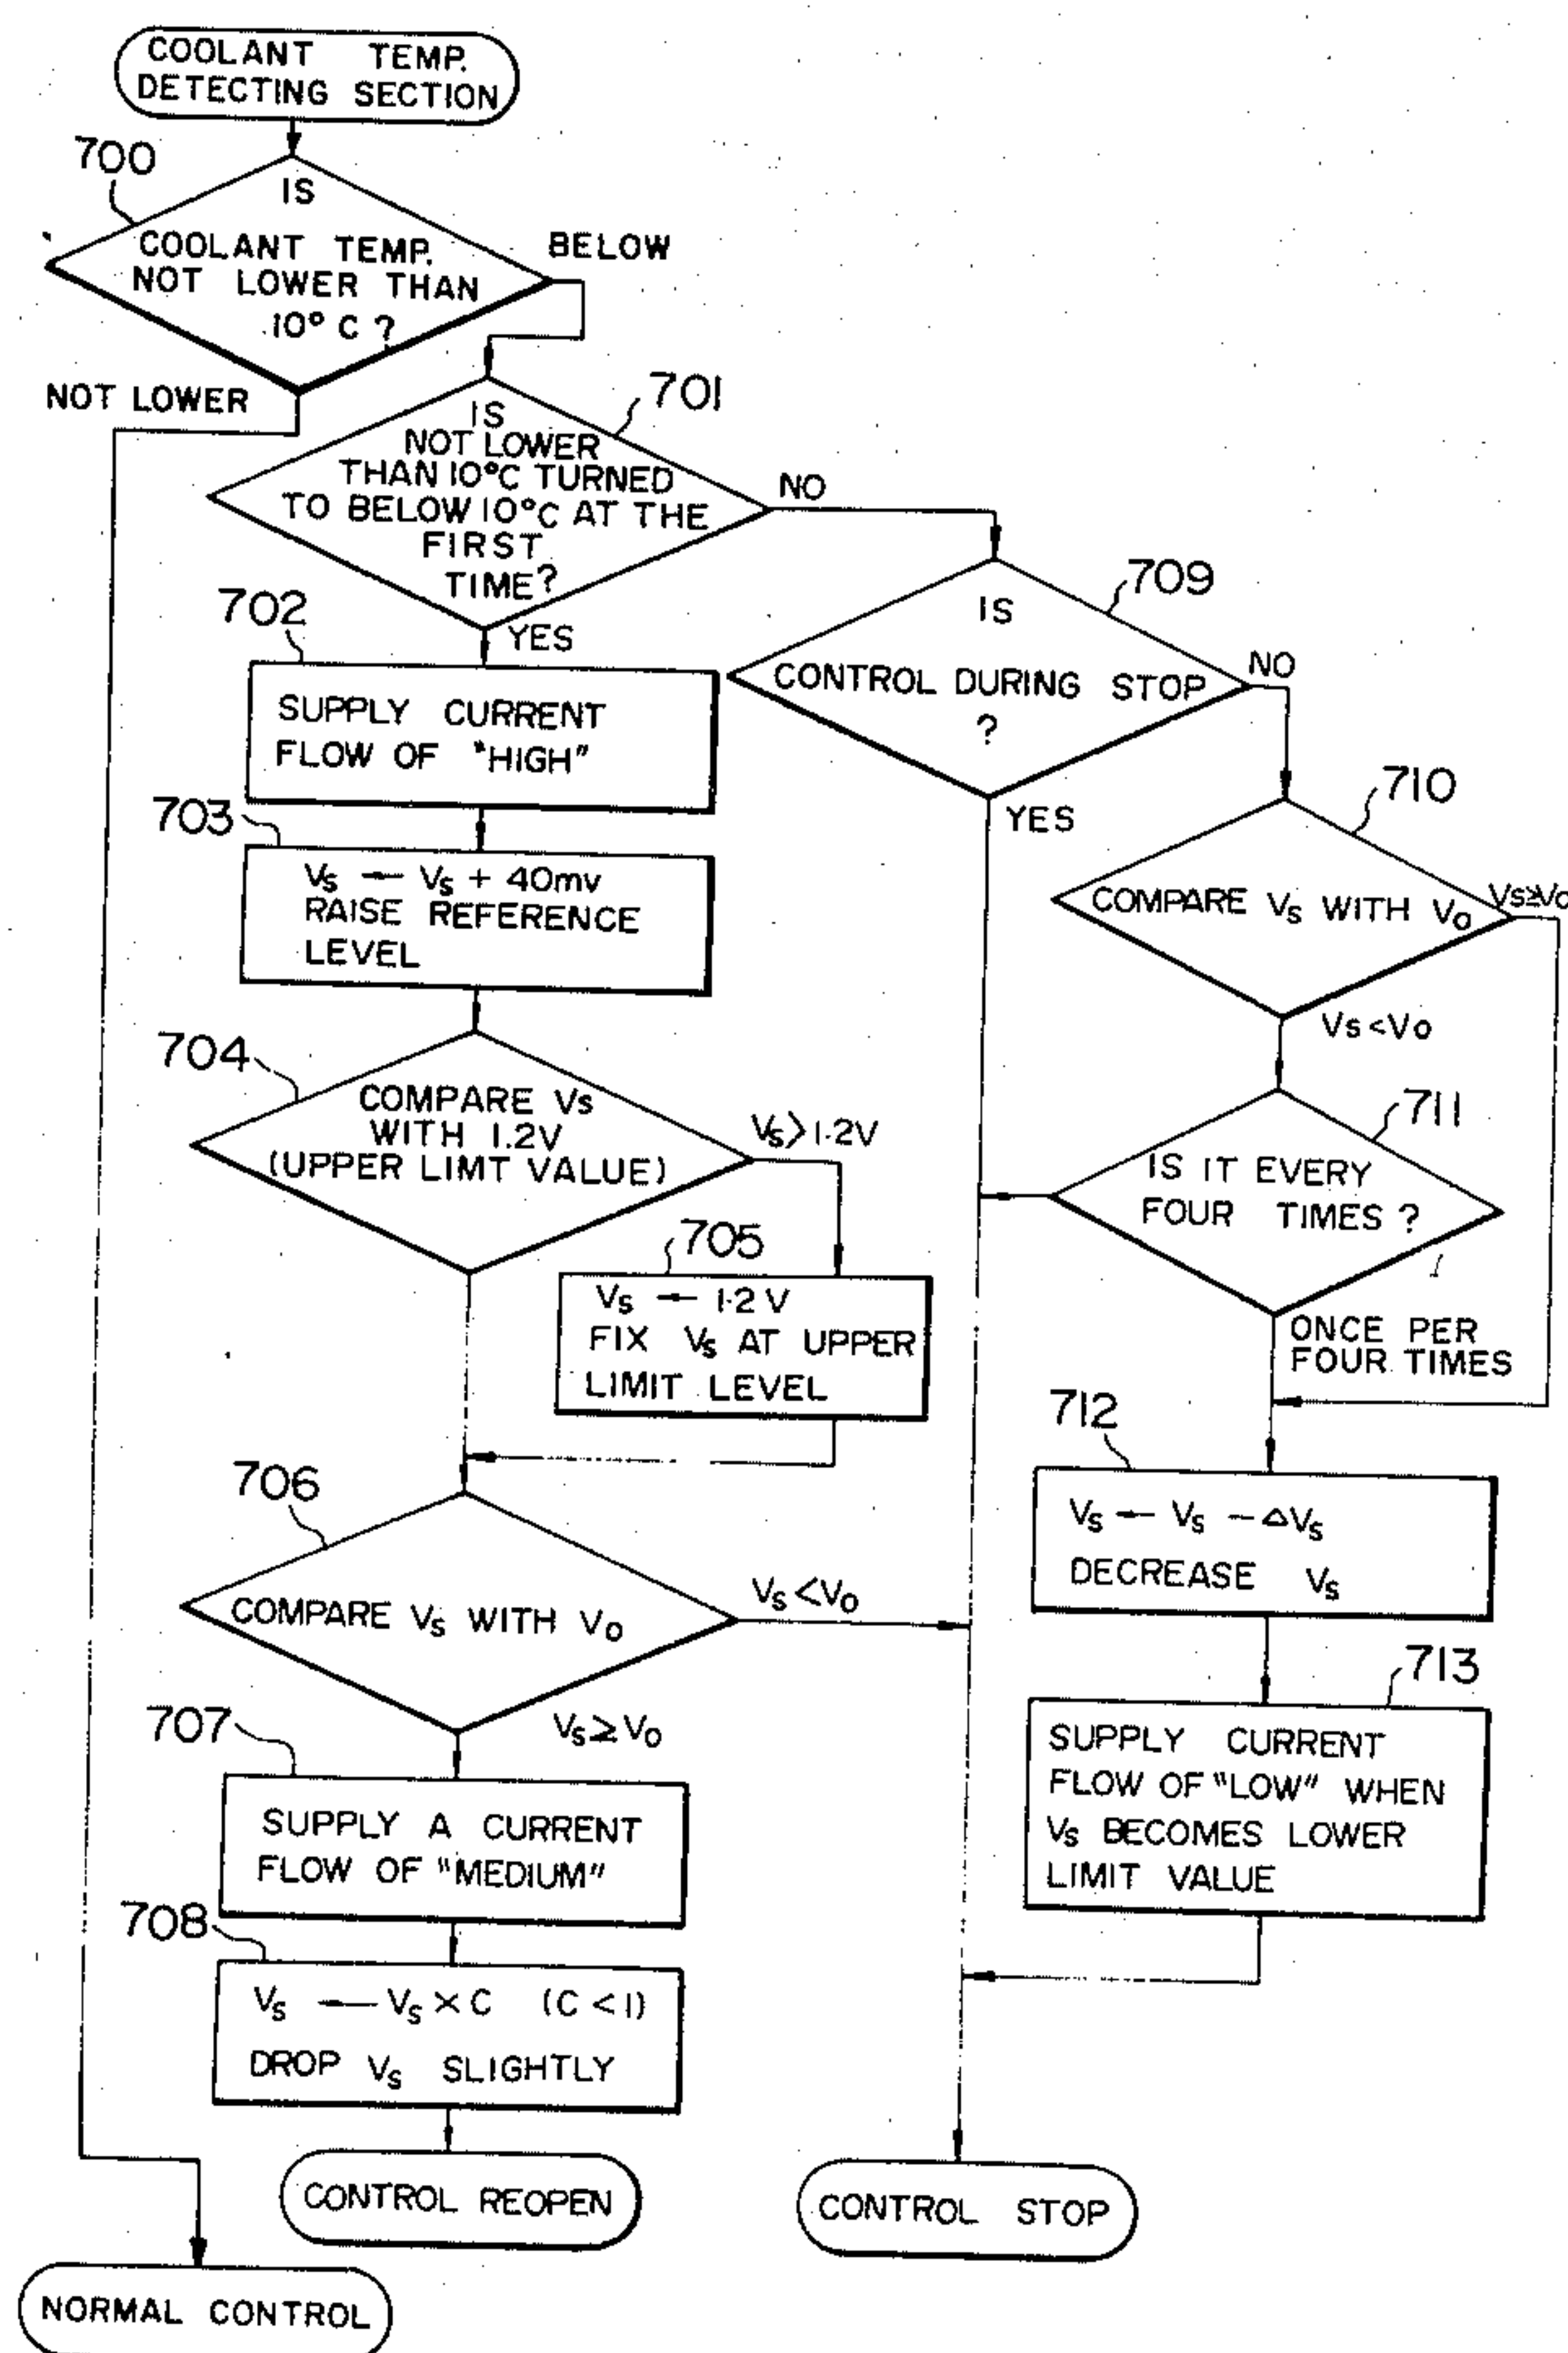 COOLANT TEMP.
DETECTING SECTION
700
IS
COOLANT TEMP.
NOT LOWER THAN
10° C ?
BELOW
NOT LOWER
701
IS
NOT LOWER
THAN 10°C TURNED
TO BELOW 10°C AT THE
FIRST
TIME?
NO
YES
702
SUPPLY CURRENT
FLOW OF "HIGH"
703
Vs ← Vs + 40mv
RAISE REFERENCE
LEVEL
704
COMPARE Vs
WITH 1.2V
(UPPER LIMT VALUE)
Vs > 1.2V
705
Vs ← 1.2 V
FIX Vs AT UPPER
LIMIT LEVEL
706
COMPARE Vs WITH Vo
Vs < Vo
Vs ≥ Vo
707
SUPPLY A CURRENT
FLOW OF "MEDIUM"
708
Vs ← Vs × C (C < 1)
DROP Vs SLIGHTLY
CONTROL REOPEN
NORMAL CONTROL
709
IS
CONTROL DURING STOP
?
NO
YES
710
COMPARE Vs WITH Vo
Vs ≥ Vo
Vs < Vo
711
IS IT EVERY
FOUR TIMES ?
ONCE PER
FOUR TIMES
712
Vs ← Vs − ΔVs
DECREASE Vs
713
SUPPLY CURRENT
FLOW OF "LOW" WHEN
Vs BECOMES LOWER
LIMIT VALUE
CONTROL STOP